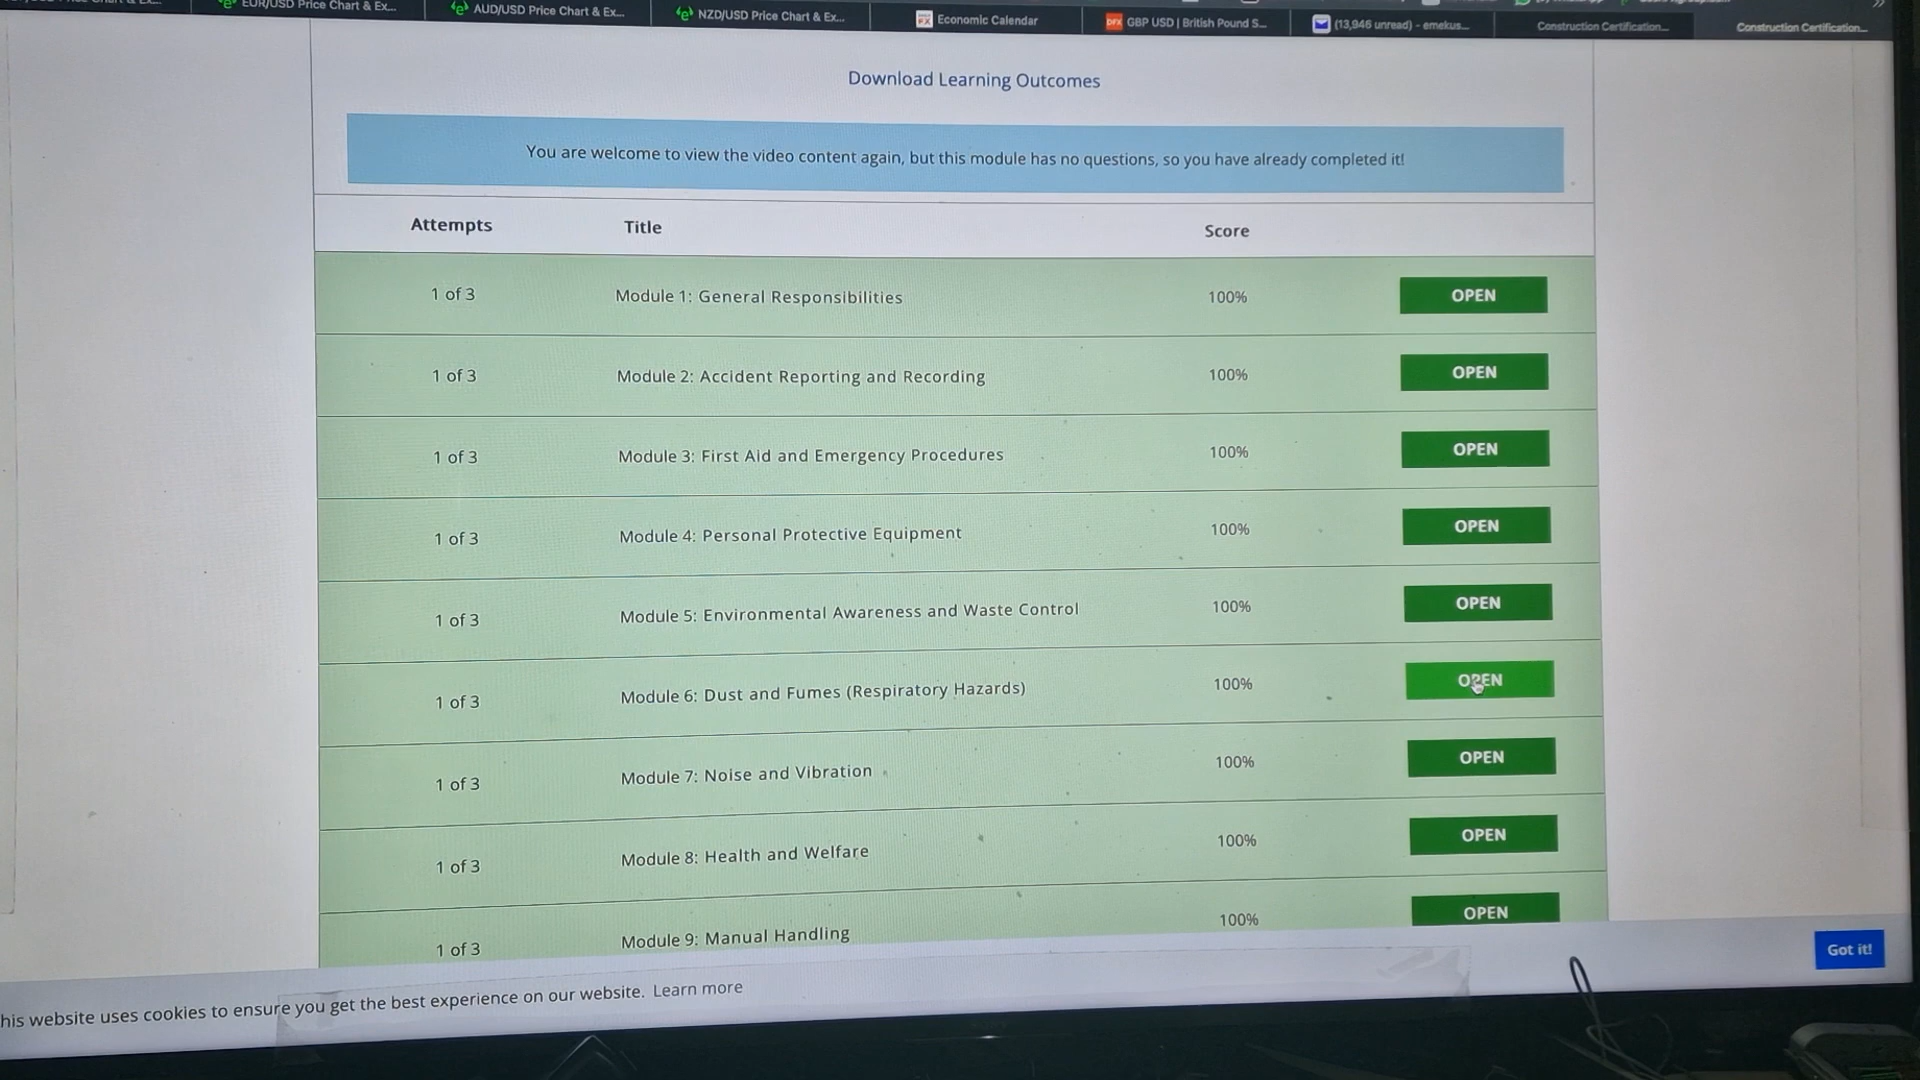 EUR/USD Price Chart & Ex...
AUD/USD Price Chart & Ex...
NZD/USD Price Chart & Ex...
Economic Calendar
GBP USD | British Pound S...
(13,946 unread) - emekus...
Construction Certification...
Construction Certification...
Download Learning Outcomes
You are welcome to view the video content again, but this module has no questions, so you have already completed it!
Attempts Title Score
1 of 3 Module 1: General Responsibilities 100% OPEN
1 of 3 Module 2: Accident Reporting and Recording 100% OPEN
1 of 3 Module 3: First Aid and Emergency Procedures 100% OPEN
1 of 3 Module 4: Personal Protective Equipment 100% OPEN
1 of 3 Module 5: Environmental Awareness and Waste Control 100% OPEN
1 of 3 Module 6: Dust and Fumes (Respiratory Hazards) 100% OPEN
1 of 3 Module 7: Noise and Vibration 100% OPEN
1 of 3 Module 8: Health and Welfare 100% OPEN
1 of 3 Module 9: Manual Handling 100% OPEN
his website uses cookies to ensure you get the best experience on our website. Learn more
Got it!